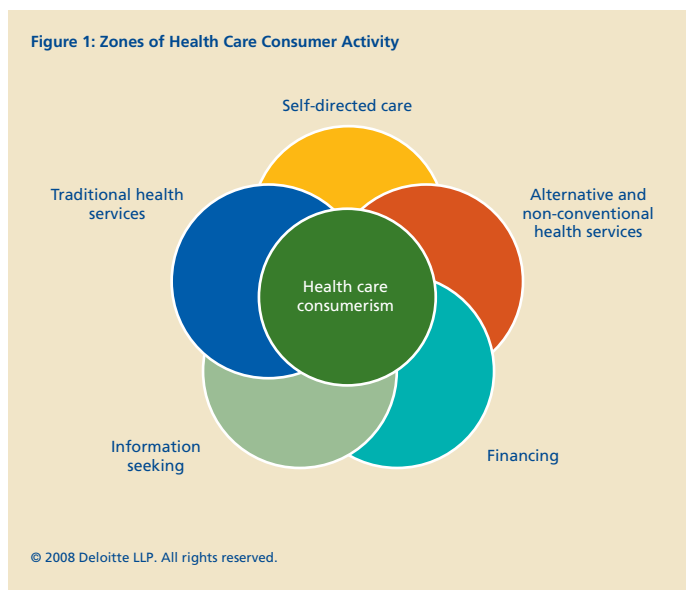 Figure 1: Zones of Health Care Consumer Activity
Self-directed care
Traditional health
services
Alternative and
non-conventional
health services
Health care
consumerism
Information
seeking
Financing
© 2008 Deloitte LLP. All rights reserved.